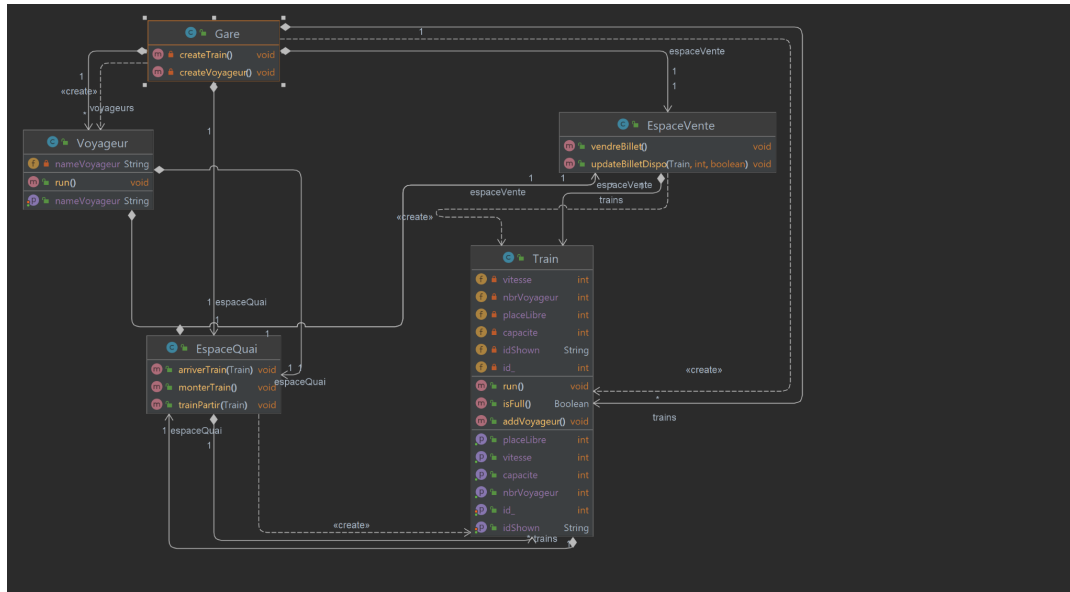 Gare
createTrain() void
createVoyageur() void
1
espaceVente
1
1
1
«create»
* voyageurs
1
Voyageur
nameVoyageur String
run() void
nameVoyageur String
EspaceVente
vendreBillet() void
updateBilletDispo(Train, int, boolean) void
1
espaceVente
1
espaceVente
* 1
trains
«create»
Train
vitesse int
nbrVoyageur int
placeLibre int
capacite int
idShown String
id_ int
run() void
isFull() Boolean
addVoyageur() void
placeLibre int
vitesse int
capacite int
nbrVoyageur int
id_ int
idShown String
1 espaceQuai
1
1
EspaceQuai
arriverTrain(Train) void
monterTrain() void
trainPartir(Train) void
1 1
espaceQuai
«create»
*
trains
1 espaceQuai
1
«create»
* trains
1